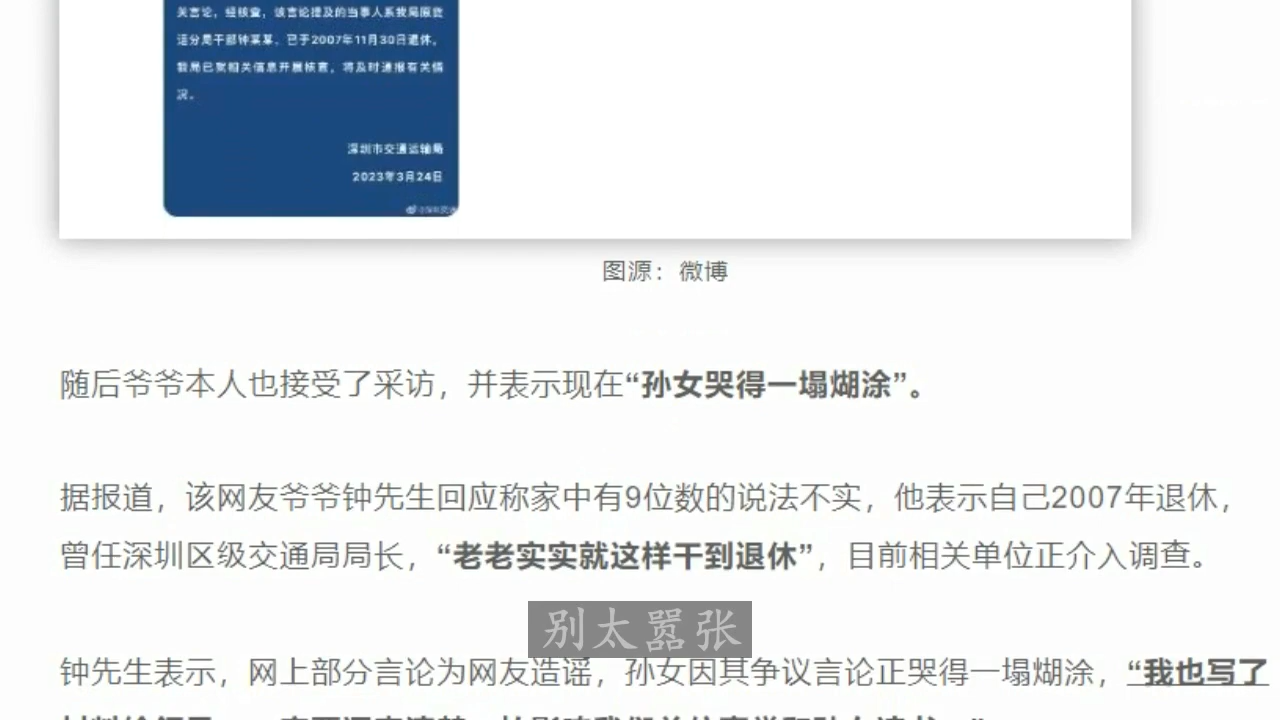 关言论，经核查，该言论提及的当事人系我局原货
运分局干部钟某某，已于2007年11月30日退休。
我局已就相关信息开展核查，将及时通报有关情
况。
深圳市交通运输局
2023年3月24日
图源：微博
随后爷爷本人也接受了采访，并表示现在“孙女哭得一塌糊涂”。
据报道，该网友爷爷钟先生回应称家中有9位数的说法不实，他表示自己2007年退休，
曾任深圳区级交通局局长，“老老实实就这样干到退休”，目前相关单位正介入调查。
别太嚣张
钟先生表示，网上部分言论为网友造谣，孙女因其争议言论正哭得一塌糊涂，“我也写了